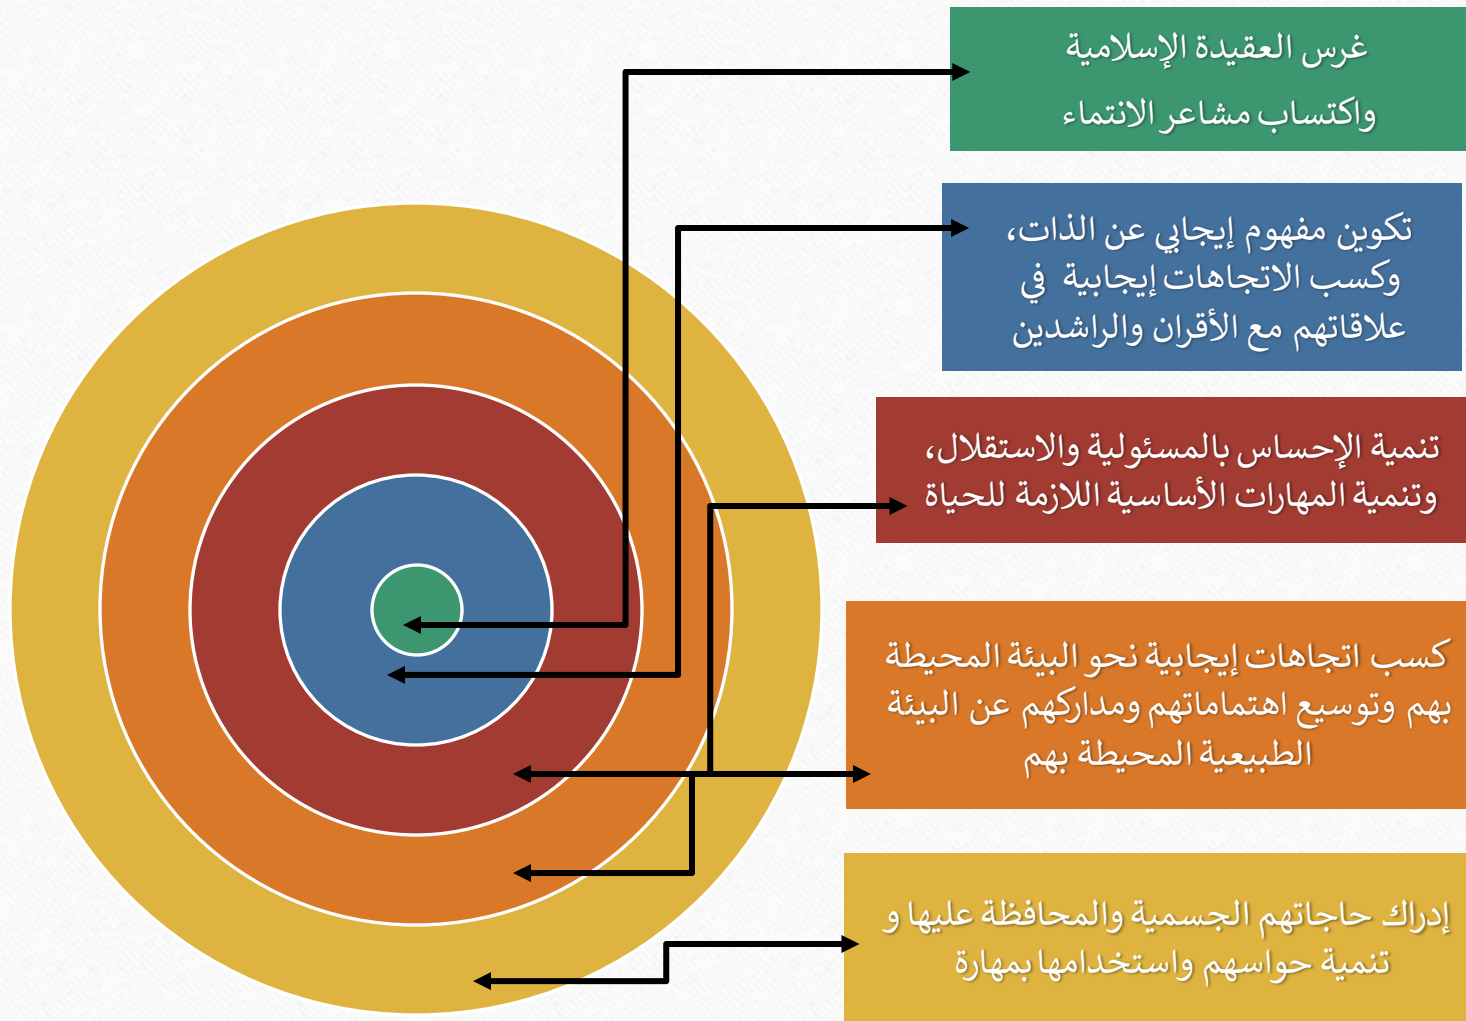 غرس العقيدة الإسلامية
واكتساب مشاعر الانتماء
تكوين مفهوم إيجابي عن الذات،
وكسب الاتجاهات إيجابية في
علاقاتهم مع الأقران والراشدين
تنمية الإحساس بالمسئولية والاستقلال،
وتنمية المهارات الأساسية اللازمة للحياة
كسب اتجاهات إيجابية نحو البيئة المحيطة
بهم وتوسيع اهتماماتهم ومداركهم عن البيئة
الطبيعية المحيطة بهم
إدراك حاجاتهم الجسمية والمحافظة عليها و
تنمية حواسهم واستخدامها بمهارة